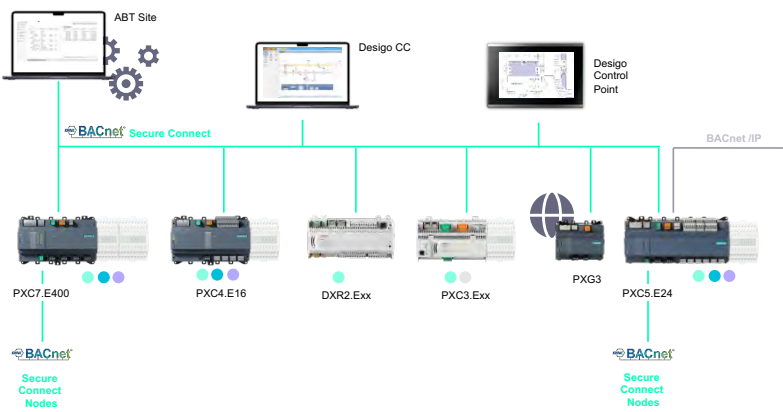 ABT Site
Desigo CC
Desigo
Control
Point
BACnet Secure Connect
BACnet /IP
PXC7.E400
PXC4.E16
DXR2.Exx
PXC3.Exx
PXG3
PXC5.E24
BACnet
Secure
Connect
Nodes
BACnet
Secure
Connect
Nodes